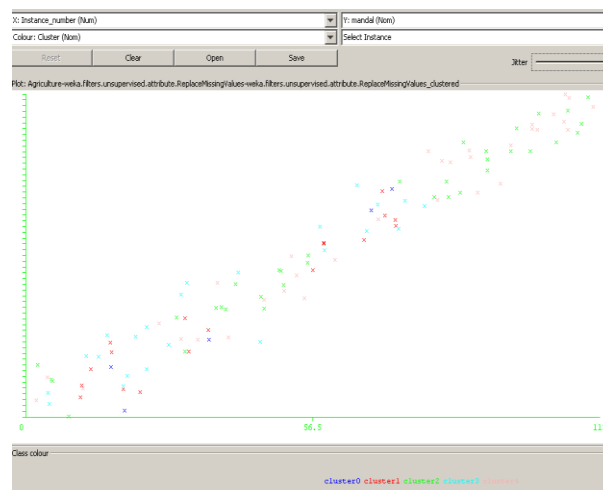 X: Instance_number (Num) Y: mandal (Nom)
Colour: Cluster (Nom) Select Instance
Reset Clear Open Save Jitter
Plot: Agriculture-weka.filters.unsupervised.attribute.ReplaceMissingValues-weka.filters.unsupervised.attribute.ReplaceMissingValues_clustered
0 56.5 11
Class colour
cluster0 cluster1 cluster2 cluster3